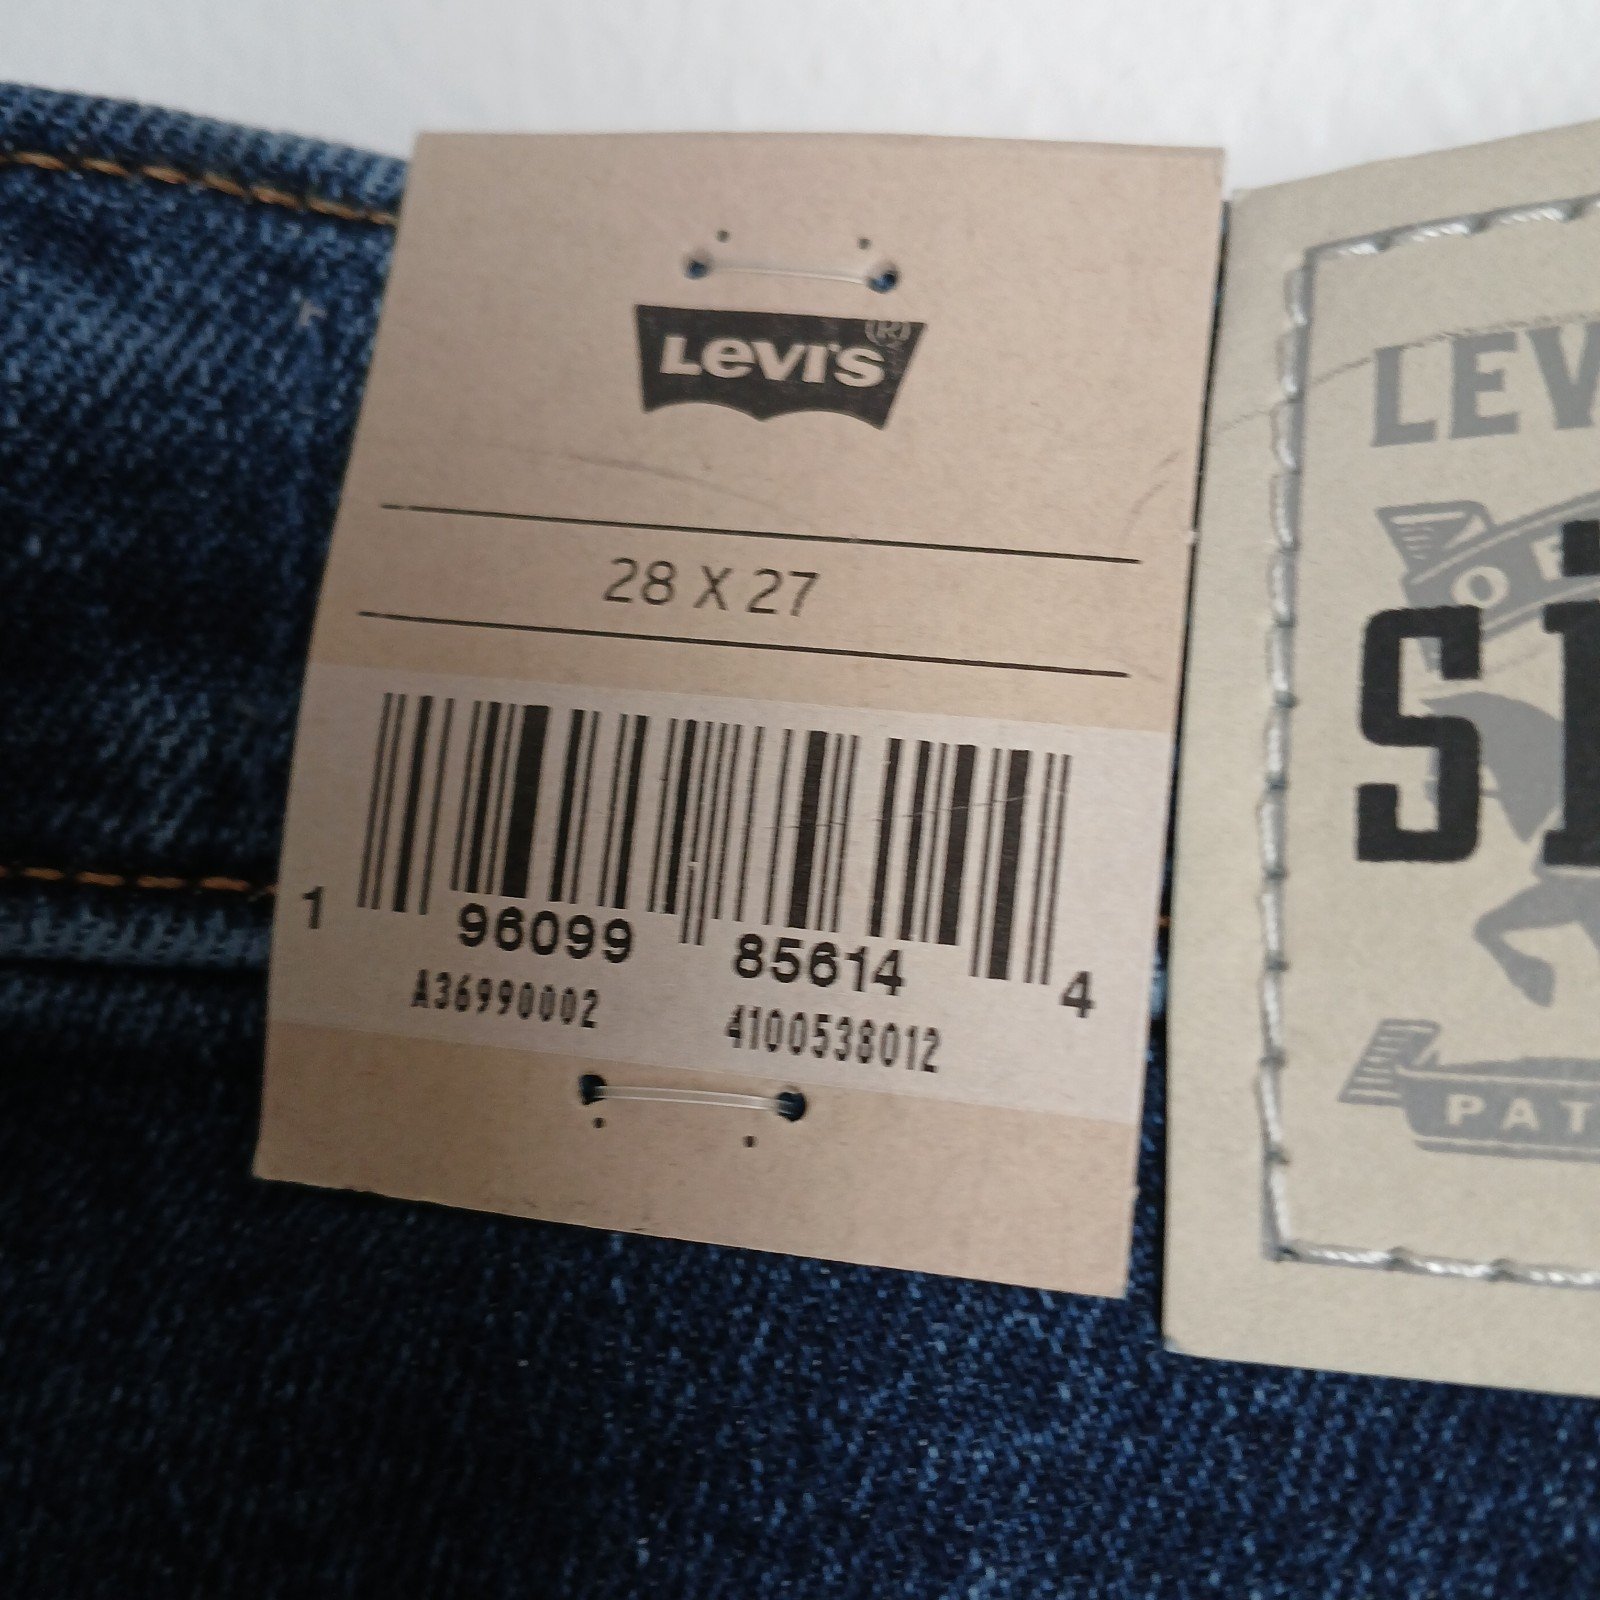 Levi's®
28 X 27
1 96099 85614 4
A36990002 4100538012
LEV
S
PAT